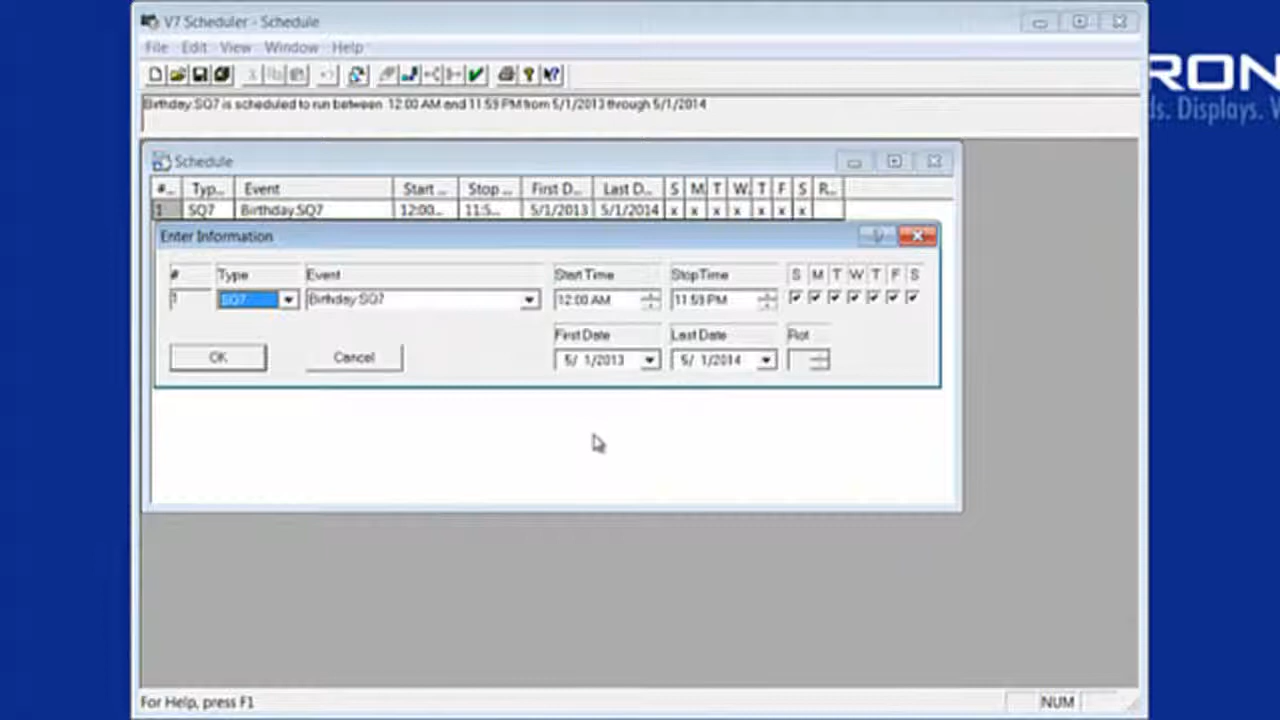 V7 Scheduler - Schedule
File Edit View Window Help
Birthday.SQ7 is scheduled to run between 12:00 AM and 11:59 PM from 5/1/2013 through 5/1/2014
RON
ds. Displays. V
Schedule
#... Typ... Event Start ... Stop ... First D... Last D... S M T W T F S R...
1 SQ7 Birthday.SQ7 12:00... 11:5... 5/1/2013 5/1/2014 x x x x x x x
Enter Information
# Type Event Start Time Stop Time S M T W T F S
1 SQ7 Birthday.SQ7 12:00 AM 11:59 PM
First Date Last Date Rot
OK Cancel 5/ 1/2013 5/ 1/2014
For Help, press F1 NUM